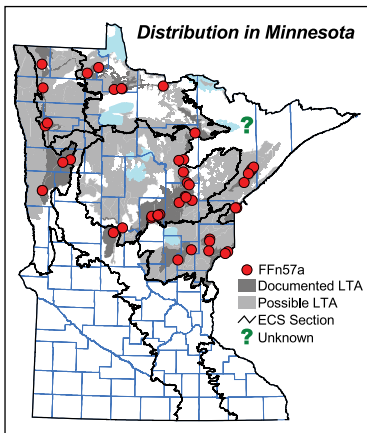 Distribution in Minnesota
?
FFn57a
Documented LTA
Possible LTA
ECS Section
? Unknown